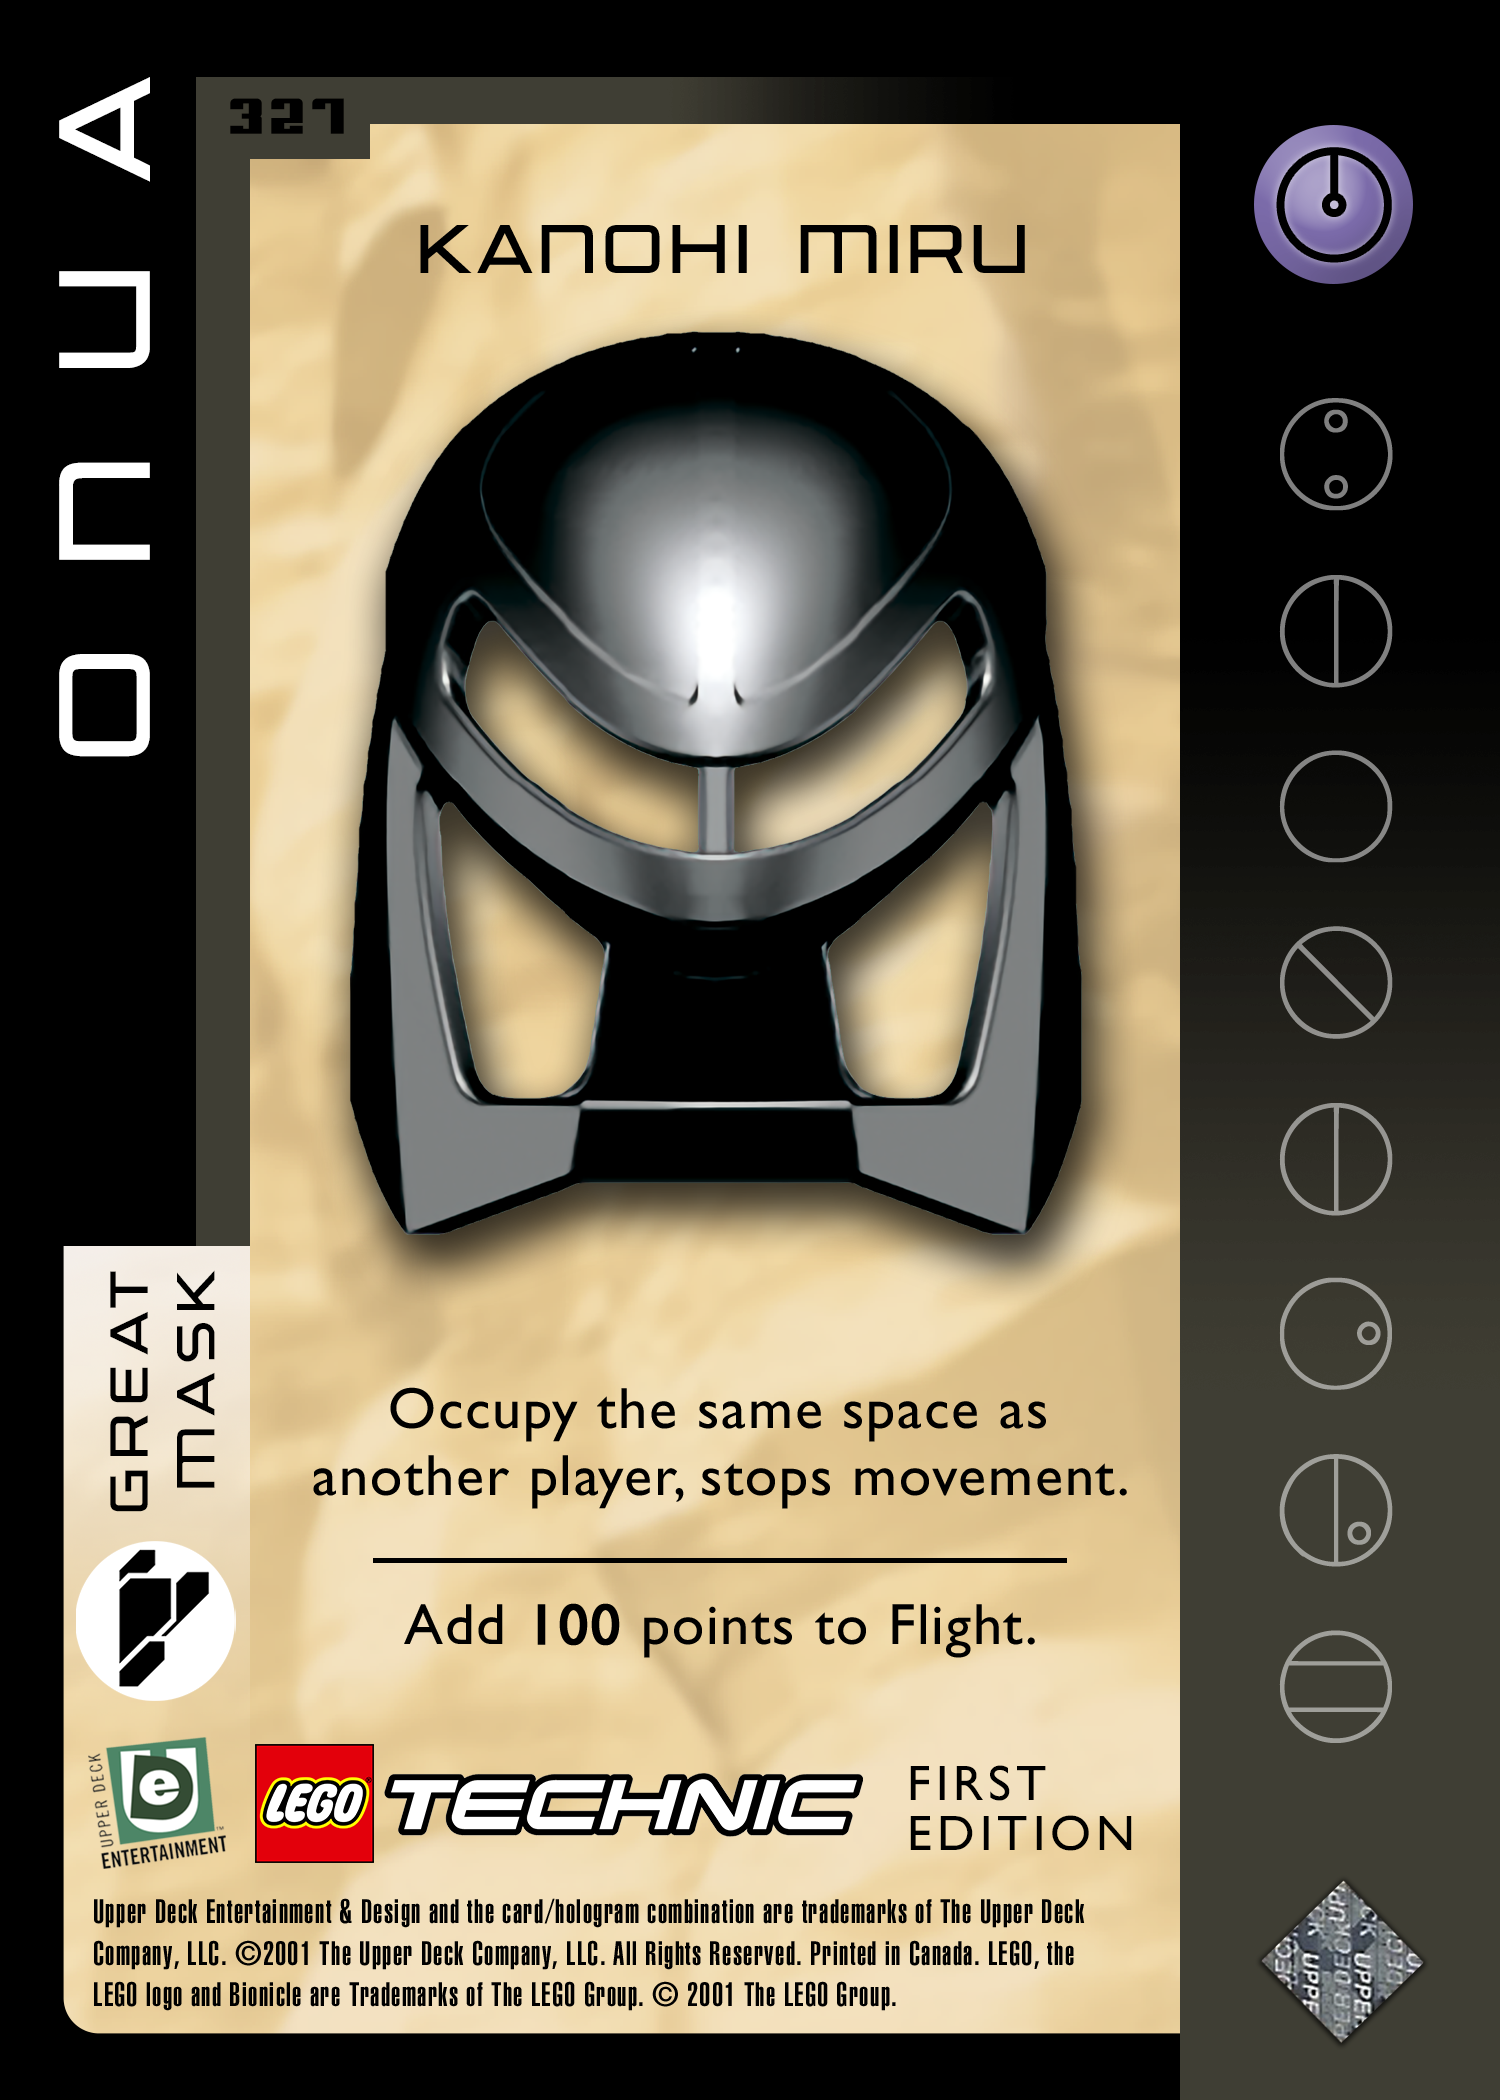 ONUA
327
KANOHI MIRU
GREAT
MASK
Occupy the same space as
another player, stops movement.
Add 100 points to Flight.
UPPER DECK
e
D
ENTERTAINMENT
™
LEGO
TECHNIC
FIRST
EDITION
Upper Deck Entertainment & Design and the card/hologram combination are trademarks of The Upper Deck
Company, LLC. ©2001 The Upper Deck Company, LLC. All Rights Reserved. Printed in Canada. LEGO, the
LEGO logo and Bionicle are Trademarks of The LEGO Group. © 2001 The LEGO Group.